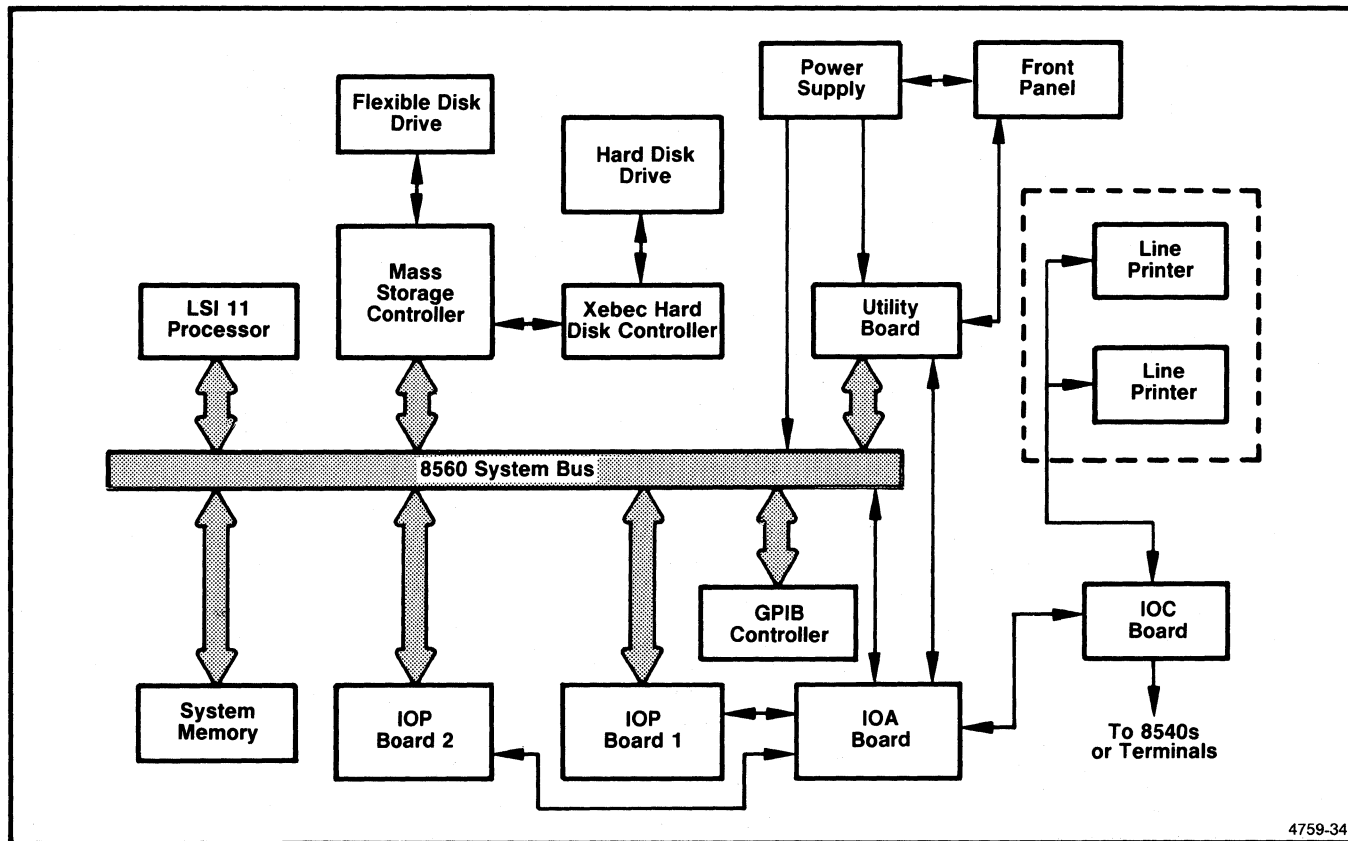 Power
Supply
Front
Panel
Flexible Disk
Drive
Hard Disk
Drive
Line
Printer
Mass
Storage
Controller
LSI 11
Processor
Xebec Hard
Disk Controller
Utility
Board
Line
Printer
8560 System Bus
GPIB
Controller
IOC
Board
System
Memory
IOP
Board 2
IOP
Board 1
IOA
Board
To 8540s
or Terminals
4759-34